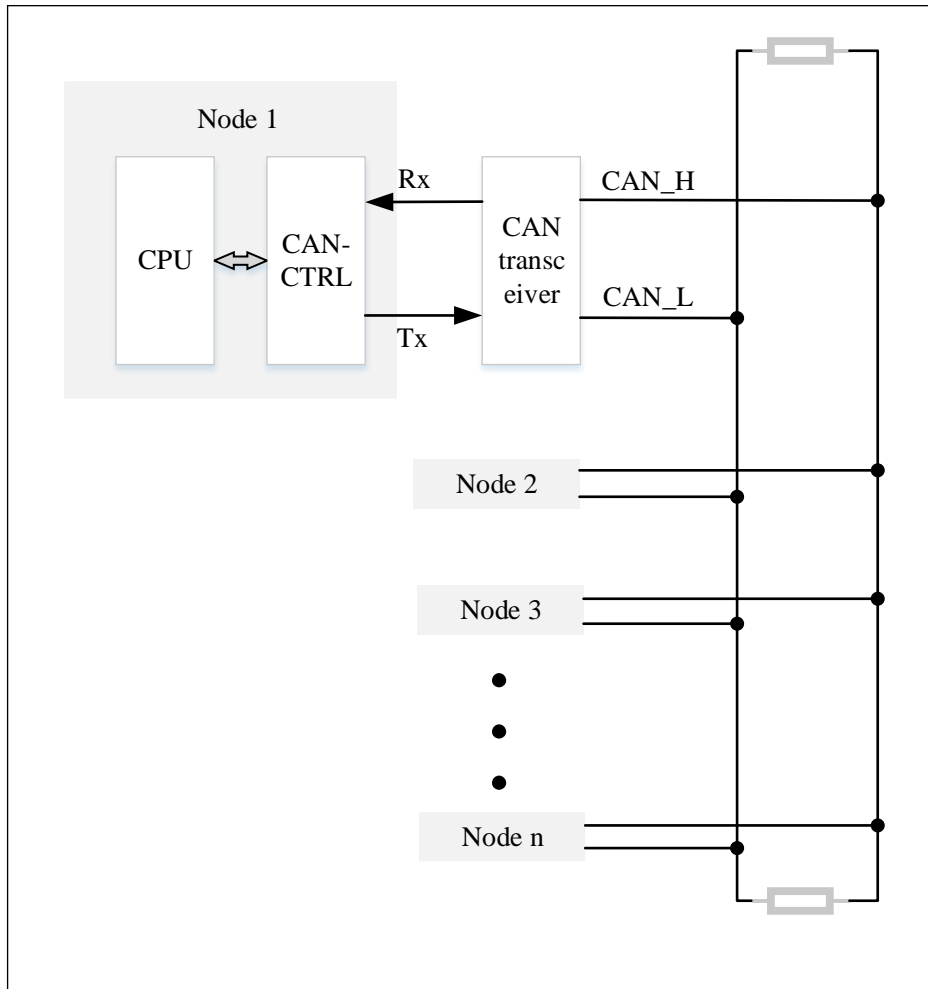 Node 1
Rx
CAN_H
CPU
CAN-
CTRL
CAN
transc
eiver
CAN_L
Tx
Node 2
Node 3
Node n